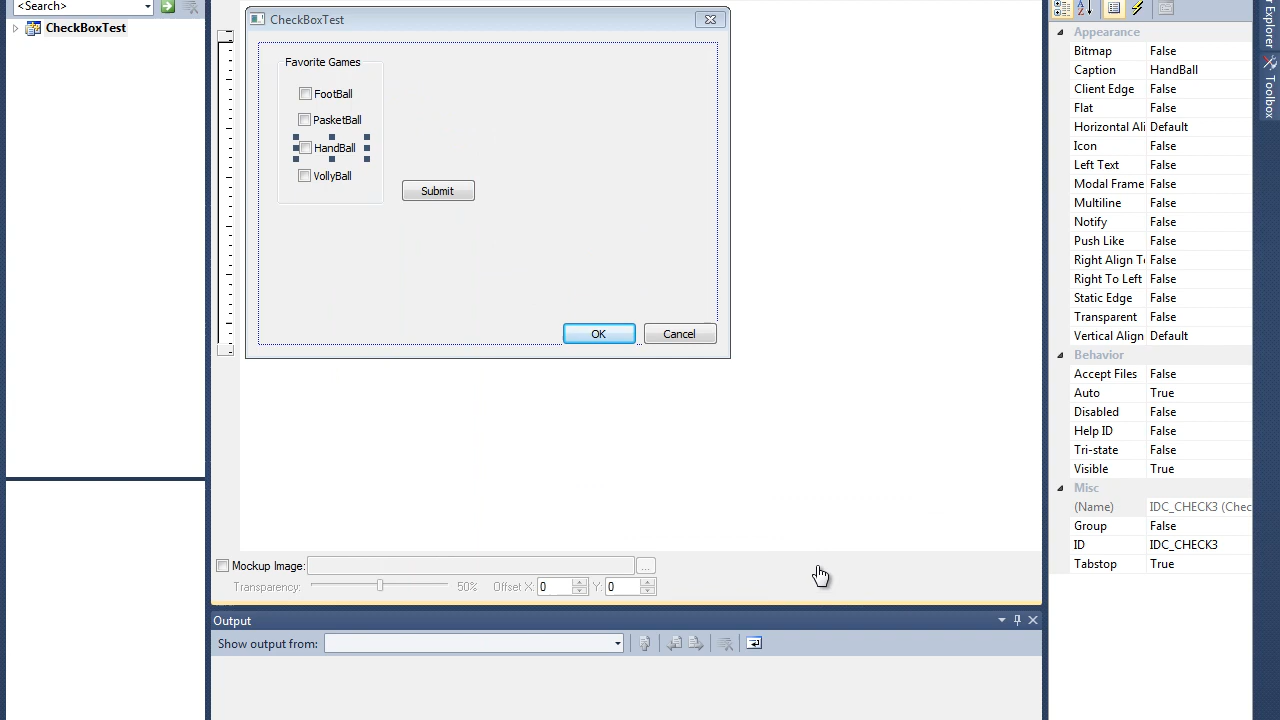 <Search>
CheckBoxTest
CheckBoxTest
Favorite Games
FootBall
PasketBall
HandBall
VollyBall
Submit
OK
Cancel
Mockup Image:
...
Transparency:
50%
Offset X:
0
Y:
0
Output
Show output from:
Appearance
Bitmap False
Caption HandBall
Client Edge False
Flat False
Horizontal Ali Default
Icon False
Left Text False
Modal Frame False
Multiline False
Notify False
Push Like False
Right Align T False
Right To Left False
Static Edge False
Transparent False
Vertical Align Default
Behavior
Accept Files False
Auto True
Disabled False
Help ID False
Tri-state False
Visible True
Misc
(Name) IDC_CHECK3 (Chec
Group False
ID IDC_CHECK3
Tabstop True
r Explorer
Toolbox